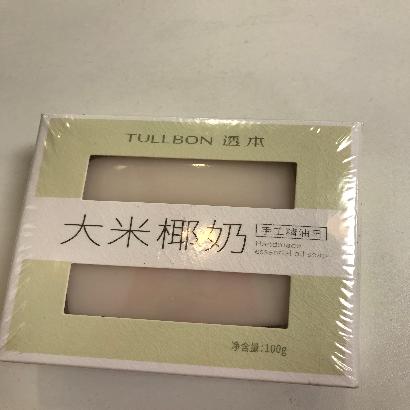 TULLBON 透本
大米椰奶
手工精油皂
Handmade
essential oil soap
净含量:100g